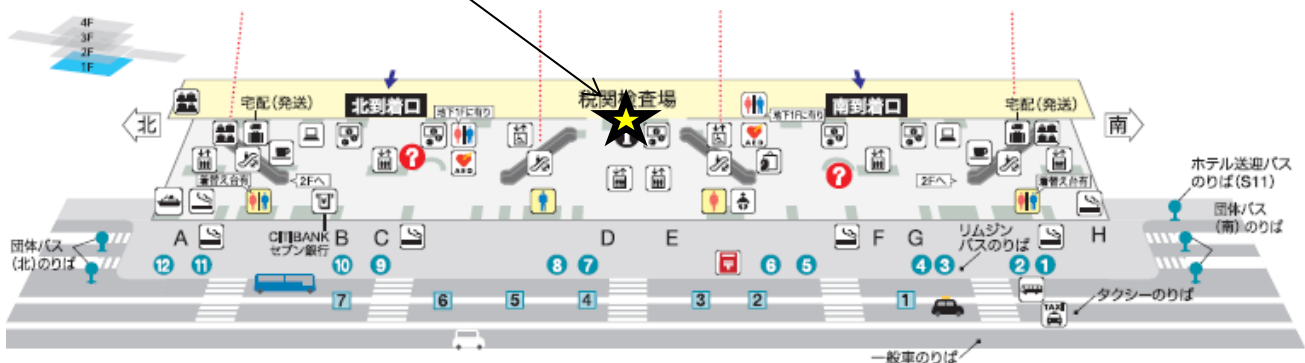 4F
3F
2F
1F
北
宅配(発送)
北到着口
地下1Fに有り
税関検査場
南到着口
地下1Fに有り
宅配(発送)
南
AED
AED
着替え台有
2Fへ
2Fへ
着替え台有
ホテル送迎バス
のりば(S11)
団体バス
(北)のりば
団体バス
(南)のりば
A
CITIBANK
セブン銀行
B
C
D
E
F
G
リムジン
バスのりば
H
12
11
10
9
8
7
6
5
4
3
2
1
7
6
5
4
3
2
1
TAXI
タクシーのりば
一般車のりば